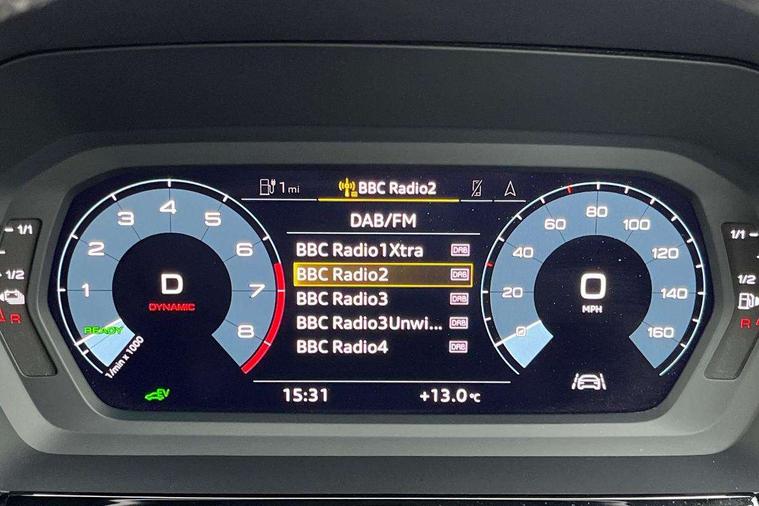 1 mi
BBC Radio2
DAB/FM
BBC Radio1Xtra DAB
BBC Radio2 DAB
BBC Radio3 DAB
BBC Radio3Unwi... DAB
BBC Radio4 DAB
15:31
+13.0 °C
1
2
3
4
5
6
7
8
1/min x 1000
READY
D
DYNAMIC
EV
0
20
40
60
80
100
120
140
160
0
MPH
1/1
1/2
R
1/1
1/2
R